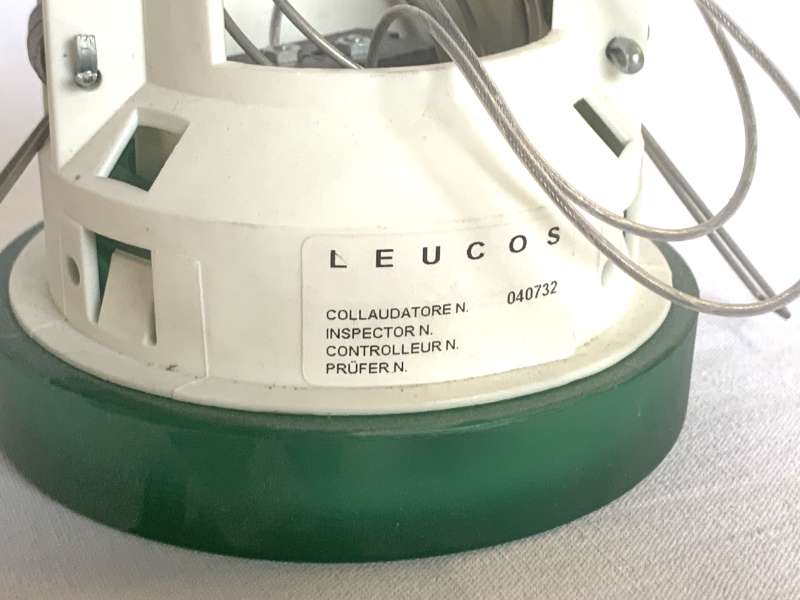 LEUCOS
COLLAUDATORE N. 040732
INSPECTOR N.
CONTROLLEUR N.
PRÜFER N.